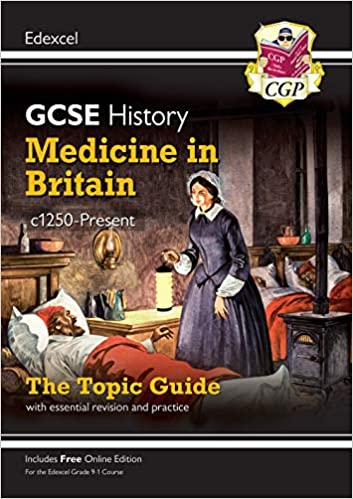 Edexcel
CGP
CGP
GCSE History
Medicine in
Britain
c1250-Present
The Topic Guide
with essential revision and practice
Includes Free Online Edition
For the Edexcel Grade 9-1 Course